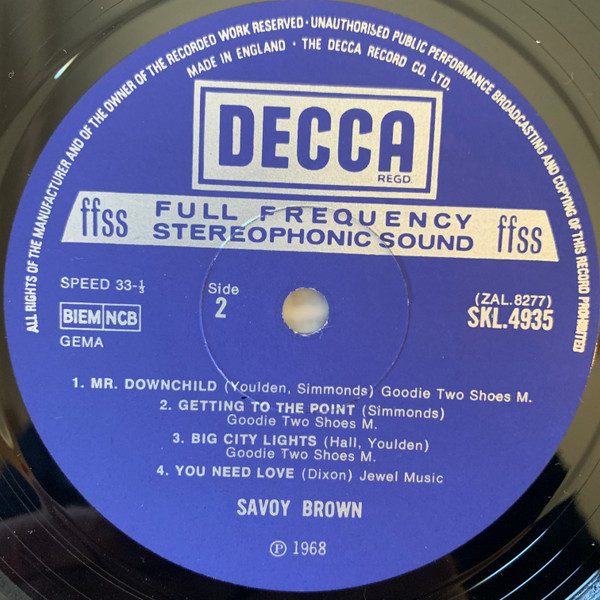 ALL RIGHTS OF THE MANUFACTURER AND OF THE OWNER OF THE RECORDED WORK RESERVED · UNAUTHORISED PUBLIC PERFORMANCE BROADCASTING AND COPYING OF THIS RECORD PROHIBITED
MADE IN ENGLAND · THE DECCA RECORD CO. LTD.
DECCA
REGD.
ffss FULL FREQUENCY ffss
STEREOPHONIC SOUND
SPEED 33-⅓
Side
2
(ZAL.8277)
SKL.4935
BIEM NCB
GEMA
1. MR. DOWNCHILD (Youlden, Simmonds) Goodie Two Shoes M.
2. GETTING TO THE POINT (Simmonds)
Goodie Two Shoes M.
3. BIG CITY LIGHTS (Hall, Youlden)
Goodie Two Shoes M.
4. YOU NEED LOVE (Dixon) Jewel Music
SAVOY BROWN
℗ 1968